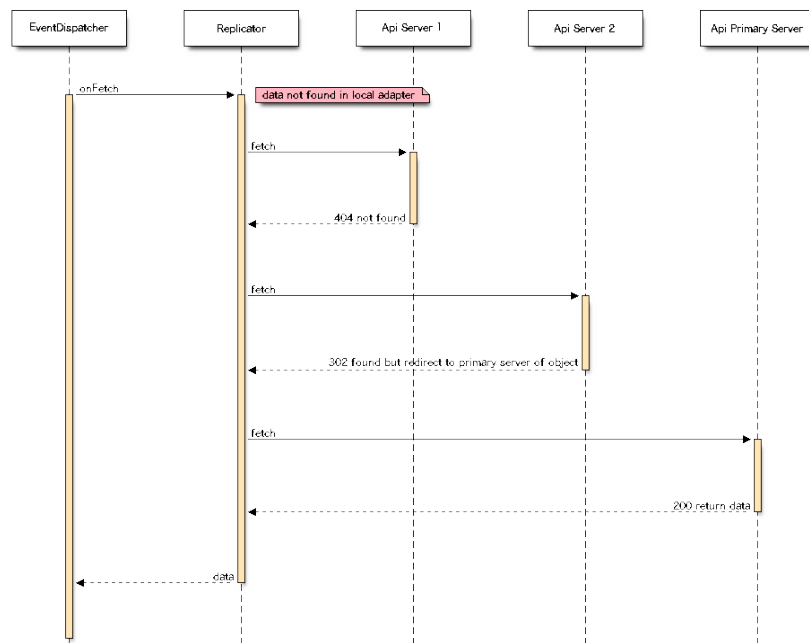 EventDispatcher
Replicator
Api Server 1
Api Server 2
Api Primary Server
onFetch
data not found in local adapter
fetch
404 not found
fetch
302 found but redirect to primary server of object
fetch
200 return data
data